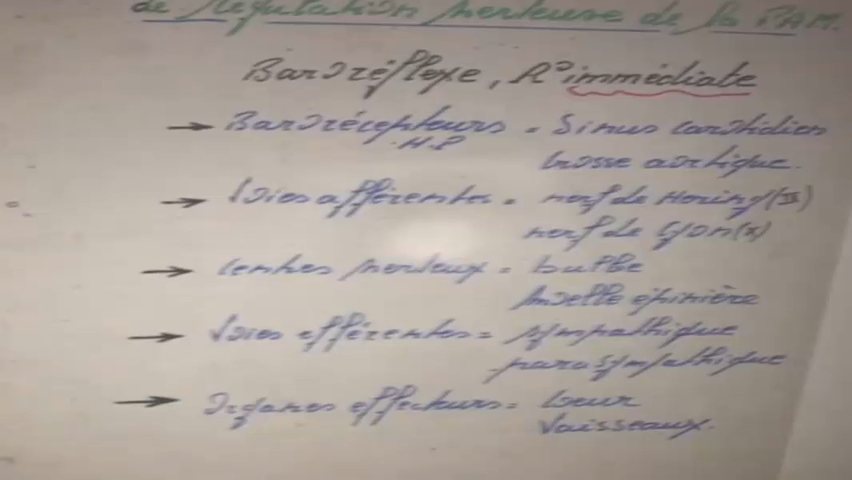 de régulation nerveuse de la PAM.
Baroréflexe, R° immédiate
→ Barorécepteurs = Sinus carotidien
H.P
Crosse aortique.
→ Voies afférentes = nerf de Hering (IX)
nerf de Cyon (X)
→ Centres nerveux = bulbe
Moelle épinière
→ Voies efférentes = sympathique
parasympathique
→ Organes effecteurs = Coeur
Vaisseaux.